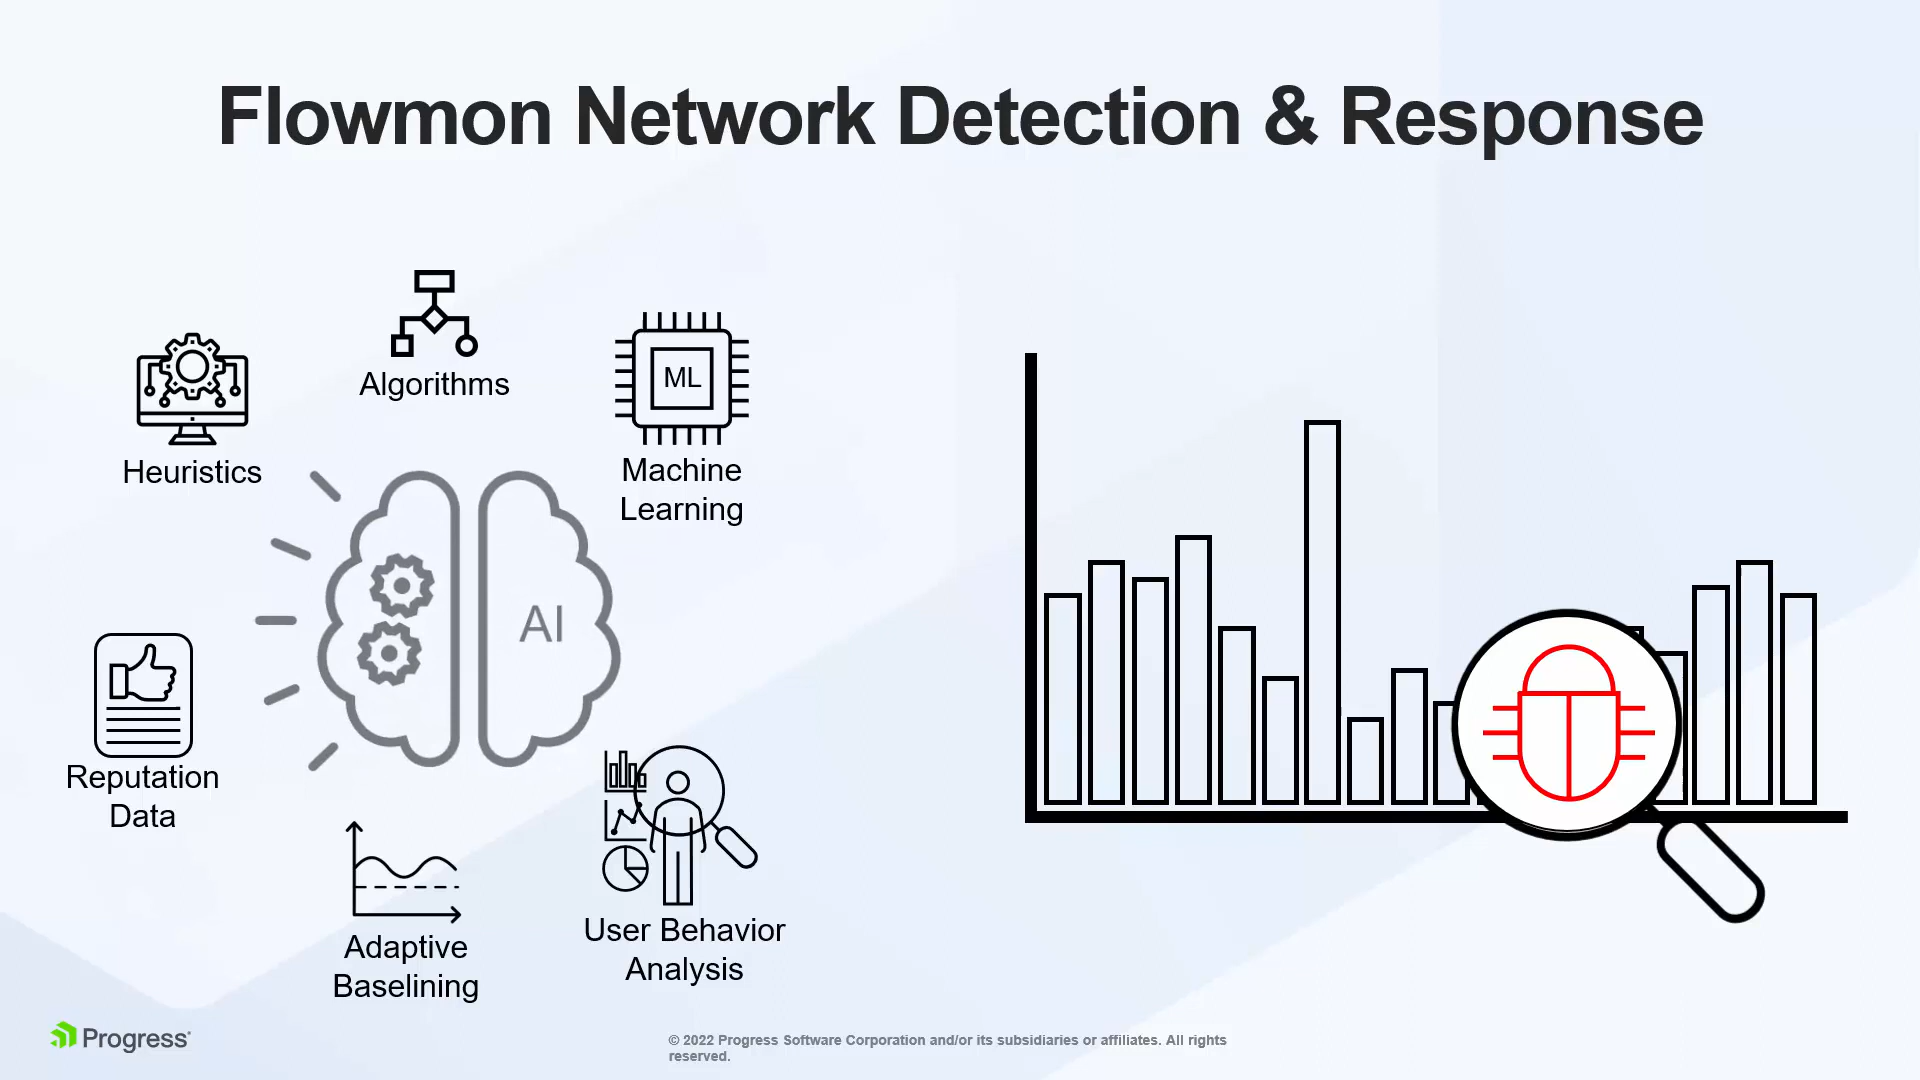 Flowmon Network Detection & Response
Algorithms
ML
Heuristics
Machine
Learning
AI
Reputation
Data
User Behavior
Analysis
Adaptive
Baselining
Progress
© 2022 Progress Software Corporation and/or its subsidiaries or affiliates. All rights
reserved.